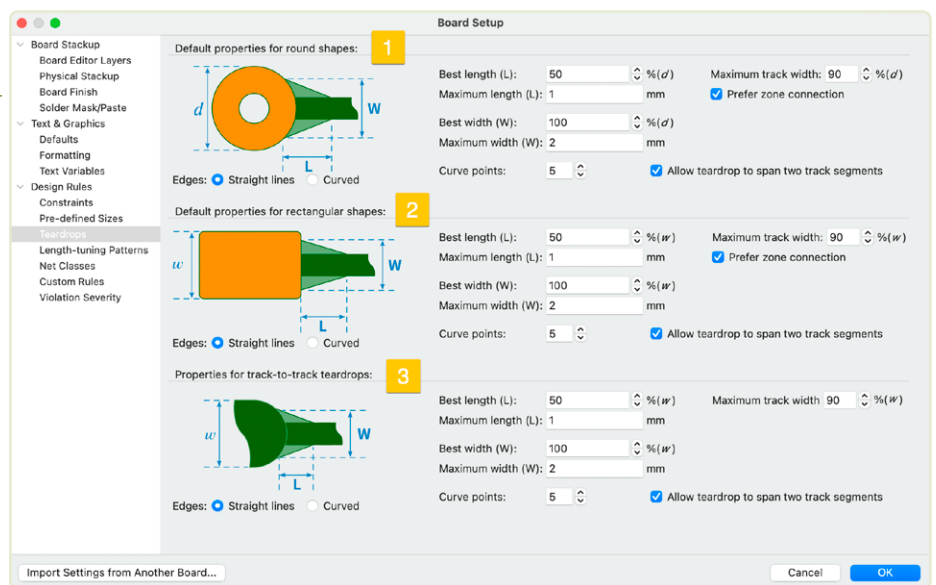 Board Setup
Board Stackup
Board Editor Layers
Physical Stackup
Board Finish
Solder Mask/Paste
Text & Graphics
Defaults
Formatting
Text Variables
Design Rules
Constraints
Pre-defined Sizes
Teardrops
Length-tuning Patterns
Net Classes
Custom Rules
Violation Severity
Default properties for round shapes: 1
d W L
Edges: Straight lines Curved
Best length (L): 50 %(d) Maximum track width: 90 %(d)
Maximum length (L): 1 mm Prefer zone connection
Best width (W): 100 %(d)
Maximum width (W): 2 mm
Curve points: 5 Allow teardrop to span two track segments
Default properties for rectangular shapes: 2
w W L
Edges: Straight lines Curved
Best length (L): 50 %(w) Maximum track width: 90 %(w)
Maximum length (L): 1 mm Prefer zone connection
Best width (W): 100 %(w)
Maximum width (W): 2 mm
Curve points: 5 Allow teardrop to span two track segments
Properties for track-to-track teardrops: 3
w W L
Edges: Straight lines Curved
Best length (L): 50 %(w) Maximum track width 90 %(w)
Maximum length (L): 1 mm
Best width (W): 100 %(w)
Maximum width (W): 2 mm
Curve points: 5 Allow teardrop to span two track segments
Import Settings from Another Board... Cancel OK